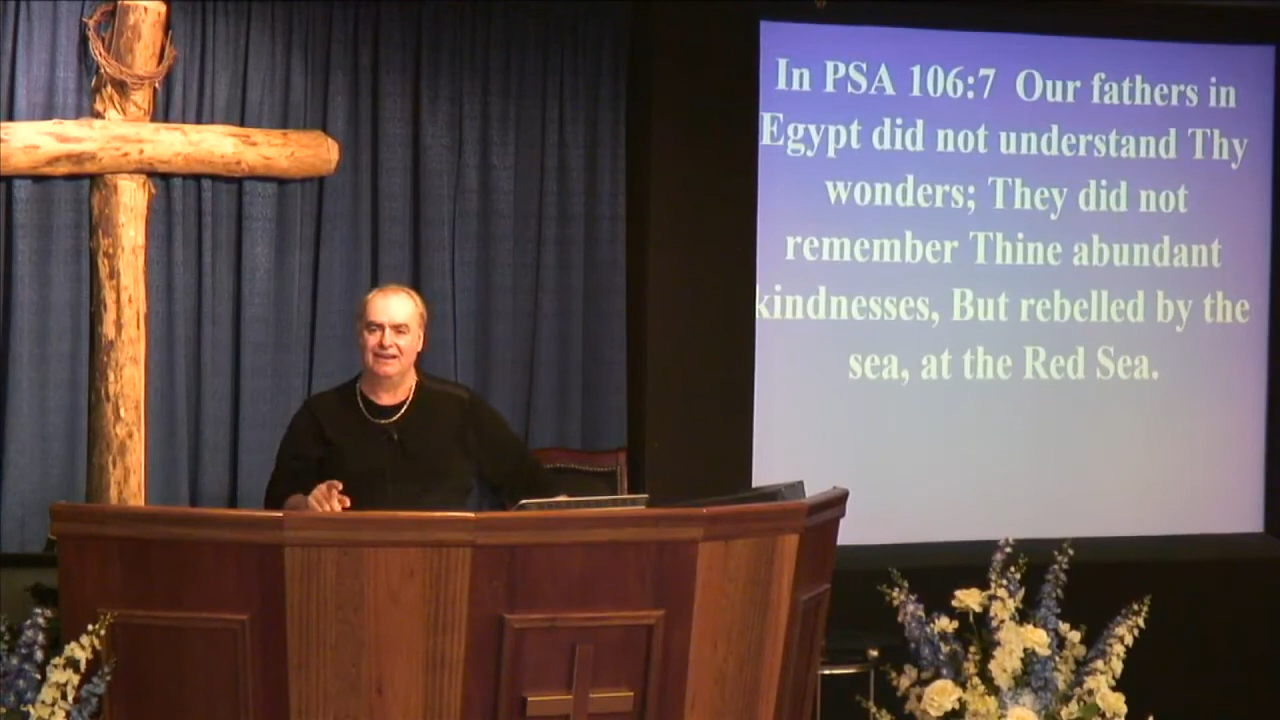 In PSA 106:7 Our fathers in
Egypt did not understand Thy
wonders; They did not
remember Thine abundant
kindnesses, But rebelled by the
sea, at the Red Sea.